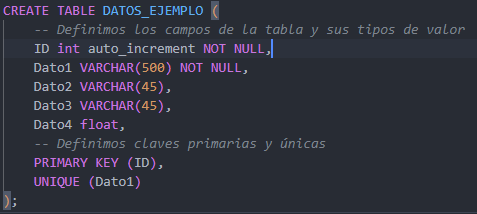 CREATE TABLE DATOS_EJEMPLO (
-- Definimos los campos de la tabla y sus tipos de valor
ID int auto_increment NOT NULL,
Dato1 VARCHAR(500) NOT NULL,
Dato2 VARCHAR(45),
Dato3 VARCHAR(45),
Dato4 float,
-- Definimos claves primarias y únicas
PRIMARY KEY (ID),
UNIQUE (Dato1)
);